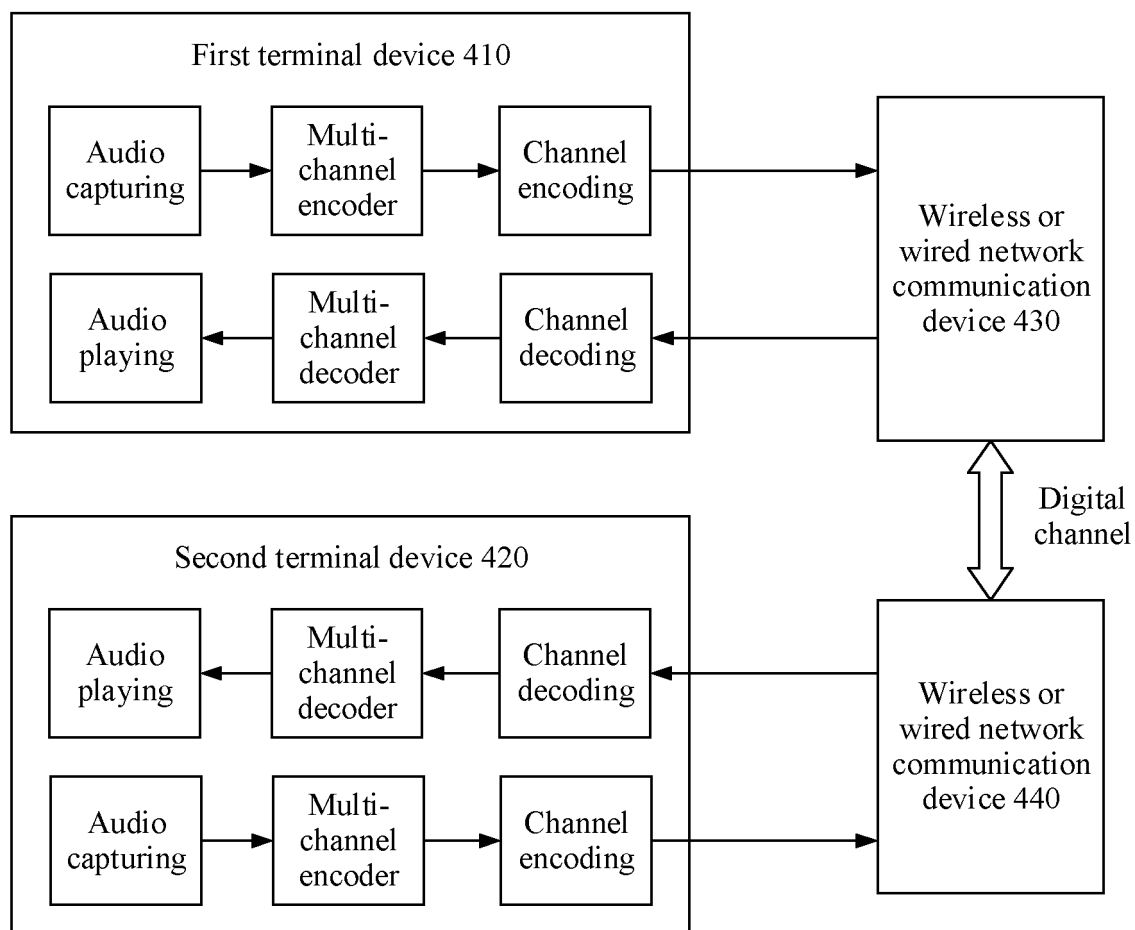 First terminal device 410
Audio
capturing
Multi-
channel
encoder
Channel
encoding
Audio
playing
Multi-
channel
decoder
Channel
decoding
Wireless or
wired network
communication
device 430
Digital
channel
Second terminal device 420
Audio
playing
Multi-
channel
decoder
Channel
decoding
Audio
capturing
Multi-
channel
encoder
Channel
encoding
Wireless or
wired network
communication
device 440